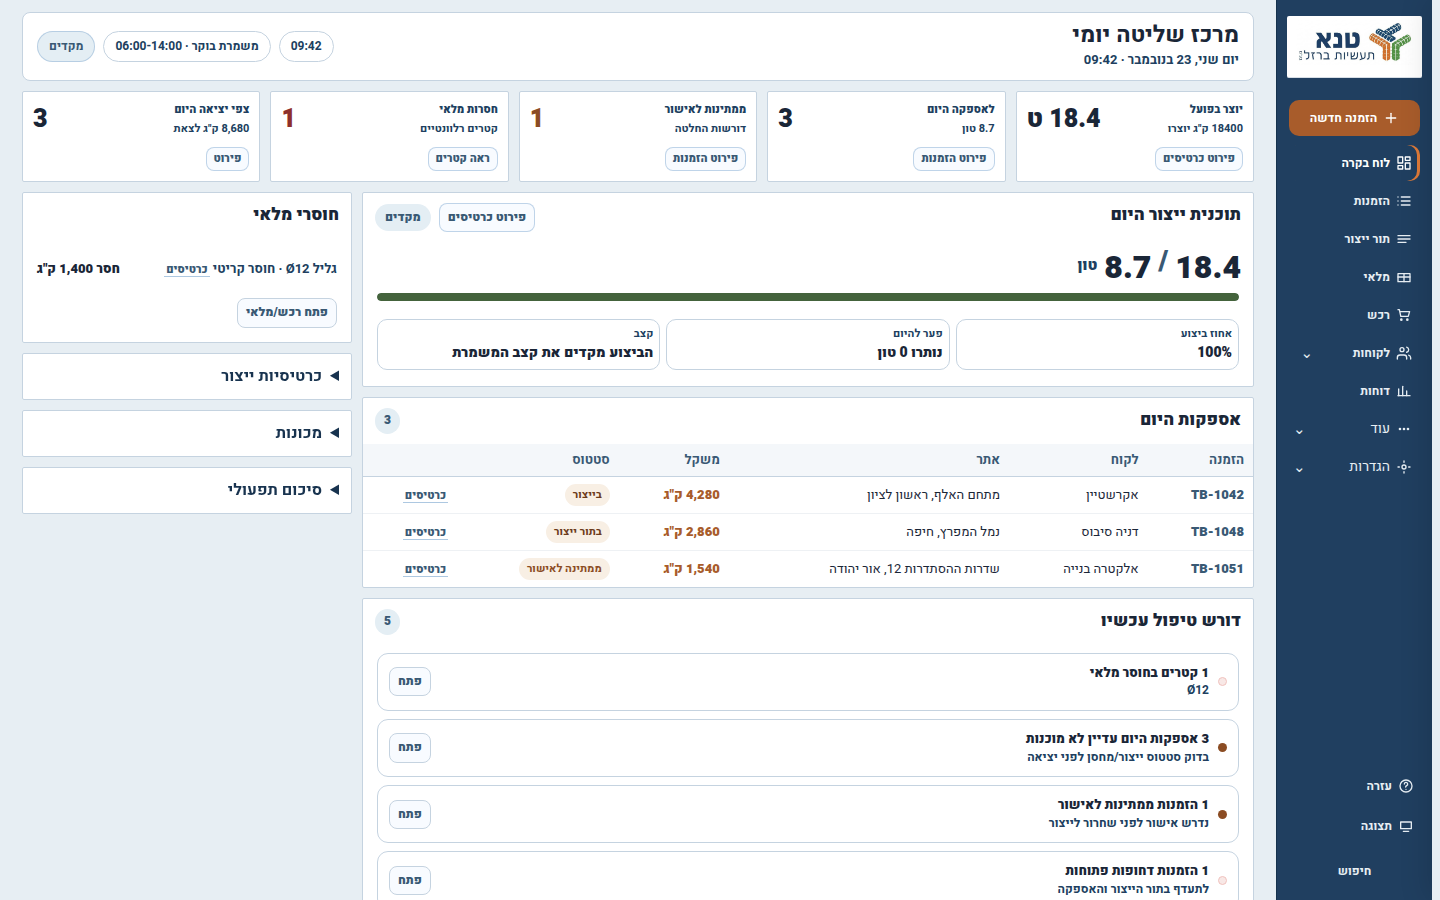 טנא
תעשיות ברזל
+ הזמנה חדשה
לוח בקרה
הזמנות
תור ייצור
מלאי
רכש
לקוחות
דוחות
עוד
הגדרות
עזרה
תצוגה
חיפוש
מרכז שליטה יומי
יום שני, 23 בנובמבר · 09:42
09:42
משמרת בוקר · 06:00-14:00
מקדים
יוצר בפועל
18400 ק"ג יוצרו
18.4 ט
פירוט כרטיסים
לאספקה היום
8.7 טון
3
פירוט הזמנות
ממתינות לאישור
דורשות החלטה
1
פירוט הזמנות
חסרות מלאי
קטרים רלוונטיים
1
ראה קטרים
צפי יציאה היום
8,680 ק"ג לצאת
3
פירוט
תוכנית ייצור היום
פירוט כרטיסים
מקדים
18.4 / 8.7 טון
אחוז ביצוע
100%
פער להיום
נותרו 0 טון
קצב
הביצוע מקדים את קצב המשמרת
אספקות היום
3
הזמנה לקוח אתר משקל סטטוס
TB-1042 אקרשטיין מתחם האלף, ראשון לציון 4,280 ק"ג בייצור כרטיסים
TB-1048 דניה סיבוס נמל המפרץ, חיפה 2,860 ק"ג בתור ייצור כרטיסים
TB-1051 אלקטרה בנייה שדרות ההסתדרות 12, אור יהודה 1,540 ק"ג ממתינה לאישור כרטיסים
דורש טיפול עכשיו
5
1 קטרים בחוסר מלאי
Ø12
פתח
3 אספקות היום עדיין לא מוכנות
בדוק סטטוס ייצור/מחסן לפני יציאה
פתח
1 הזמנות ממתינות לאישור
נדרש אישור לפני שחרור לייצור
פתח
1 הזמנות דחופות פתוחות
לתעדף בתור הייצור והאספקה
פתח
חוסרי מלאי
גליל Ø12 · חוסר קריטי כרטיסים
חסר 1,400 ק"ג
פתח רכש/מלאי
כרטיסיות ייצור
מכונות
סיכום תפעולי